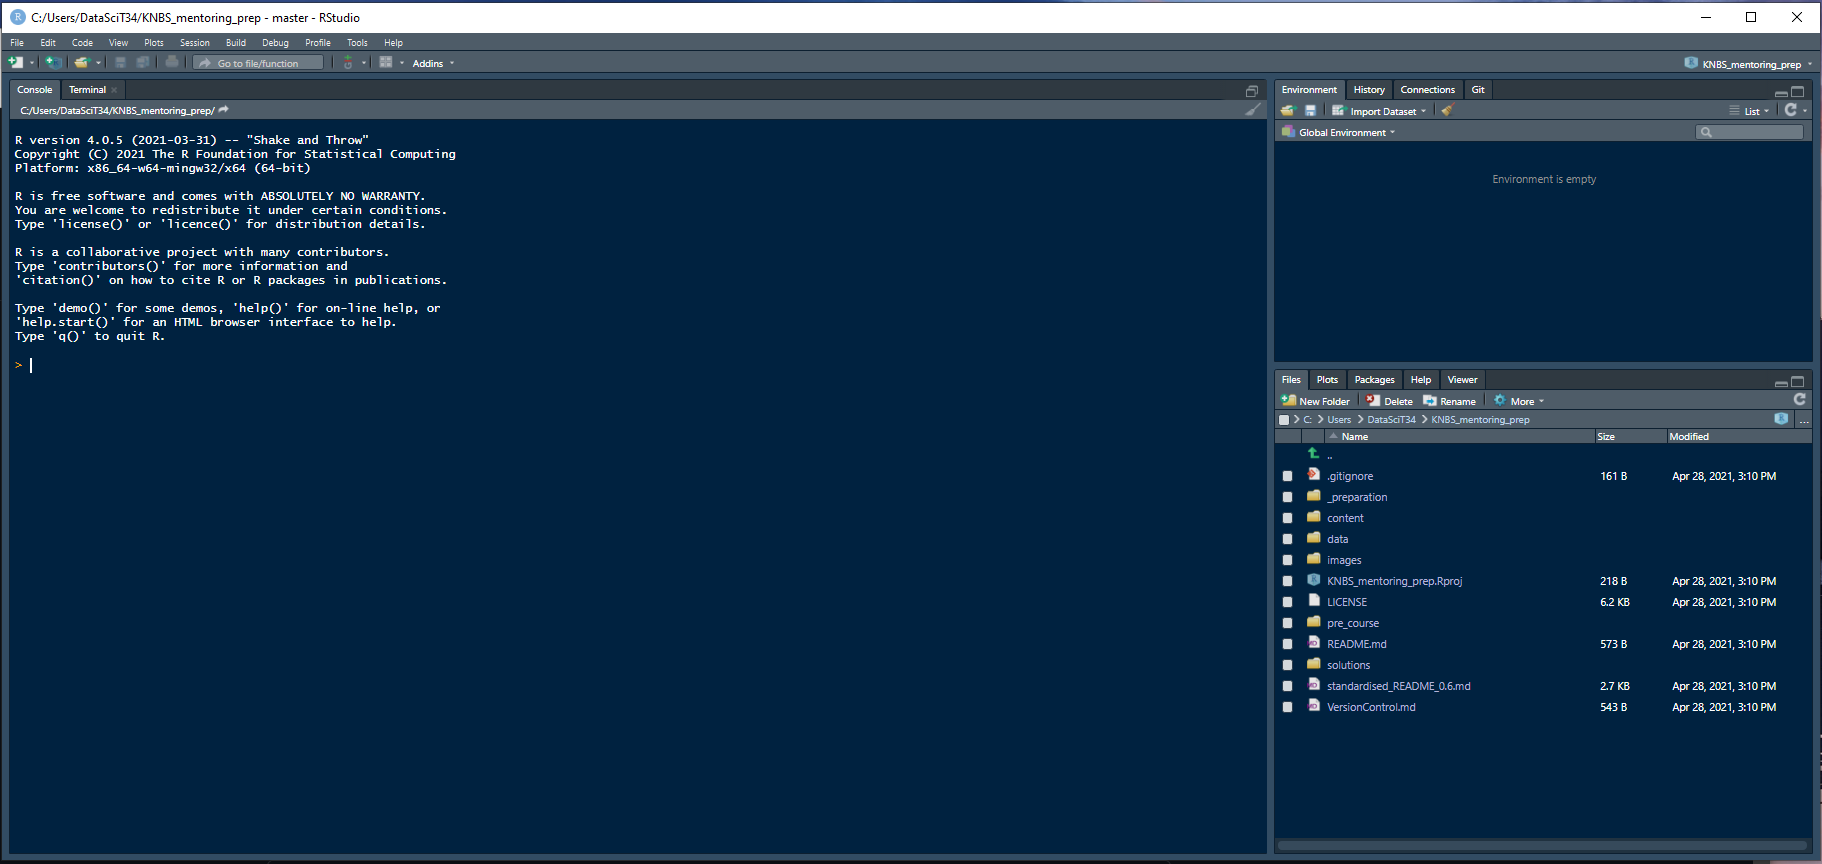 C:/Users/DataSciT34/KNBS_mentoring_prep - master - RStudio
File Edit Code View Plots Session Build Debug Profile Tools Help
Go to file/function Addins KNBS_mentoring_prep
Console Terminal
C:/Users/DataSciT34/KNBS_mentoring_prep/
R version 4.0.5 (2021-03-31) -- "Shake and Throw"
Copyright (C) 2021 The R Foundation for Statistical Computing
Platform: x86_64-w64-mingw32/x64 (64-bit)
R is free software and comes with ABSOLUTELY NO WARRANTY.
You are welcome to redistribute it under certain conditions.
Type 'license()' or 'licence()' for distribution details.
R is a collaborative project with many contributors.
Type 'contributors()' for more information and
'citation()' on how to cite R or R packages in publications.
Type 'demo()' for some demos, 'help()' for on-line help, or
'help.start()' for an HTML browser interface to help.
Type 'q()' to quit R.
>
Environment History Connections Git
Import Dataset List
Global Environment
Environment is empty
Files Plots Packages Help Viewer
New Folder Delete Rename More
C: Users DataSciT34 KNBS_mentoring_prep ...
Name Size Modified
..
.gitignore 161 B Apr 28, 2021, 3:10 PM
_preparation
content
data
images
KNBS_mentoring_prep.Rproj 218 B Apr 28, 2021, 3:10 PM
LICENSE 6.2 KB Apr 28, 2021, 3:10 PM
pre_course
README.md 573 B Apr 28, 2021, 3:10 PM
solutions
standardised_README_0.6.md 2.7 KB Apr 28, 2021, 3:10 PM
VersionControl.md 543 B Apr 28, 2021, 3:10 PM